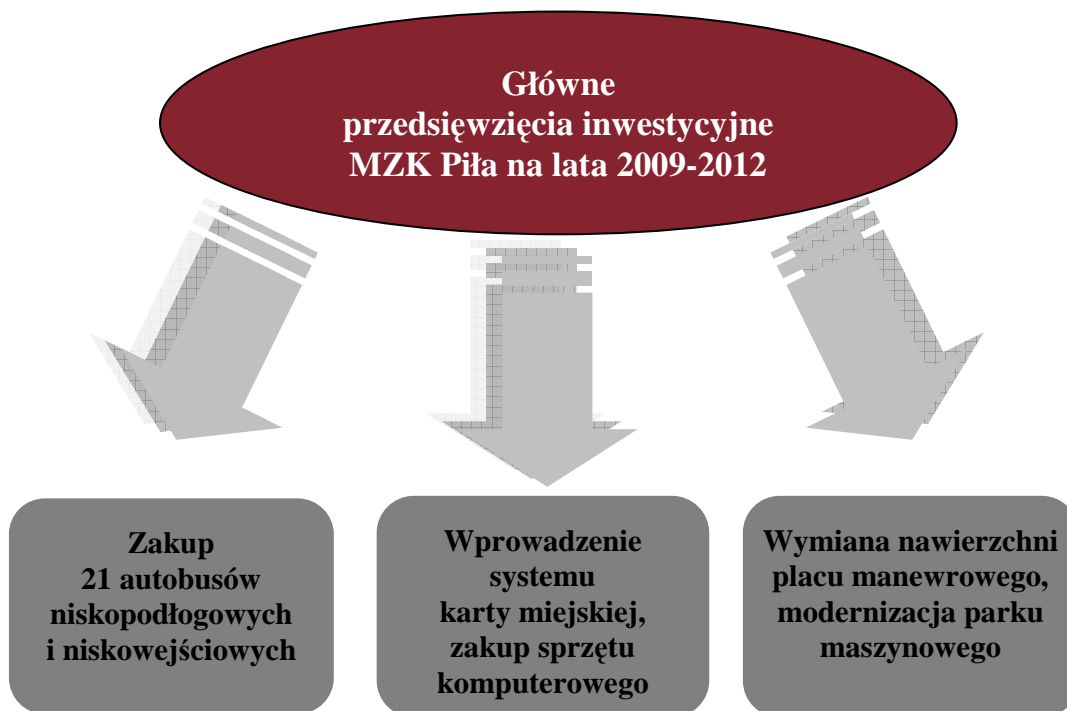 Główne
przedsięwzięcia inwestycyjne
MZK Piła na lata 2009-2012
Zakup
21 autobusów
niskopodłogowych
i niskowejściowych
Wprowadzenie
systemu
karty miejskiej,
zakup sprzętu
komputerowego
Wymiana nawierzchni
placu manewrowego,
modernizacja parku
maszynowego